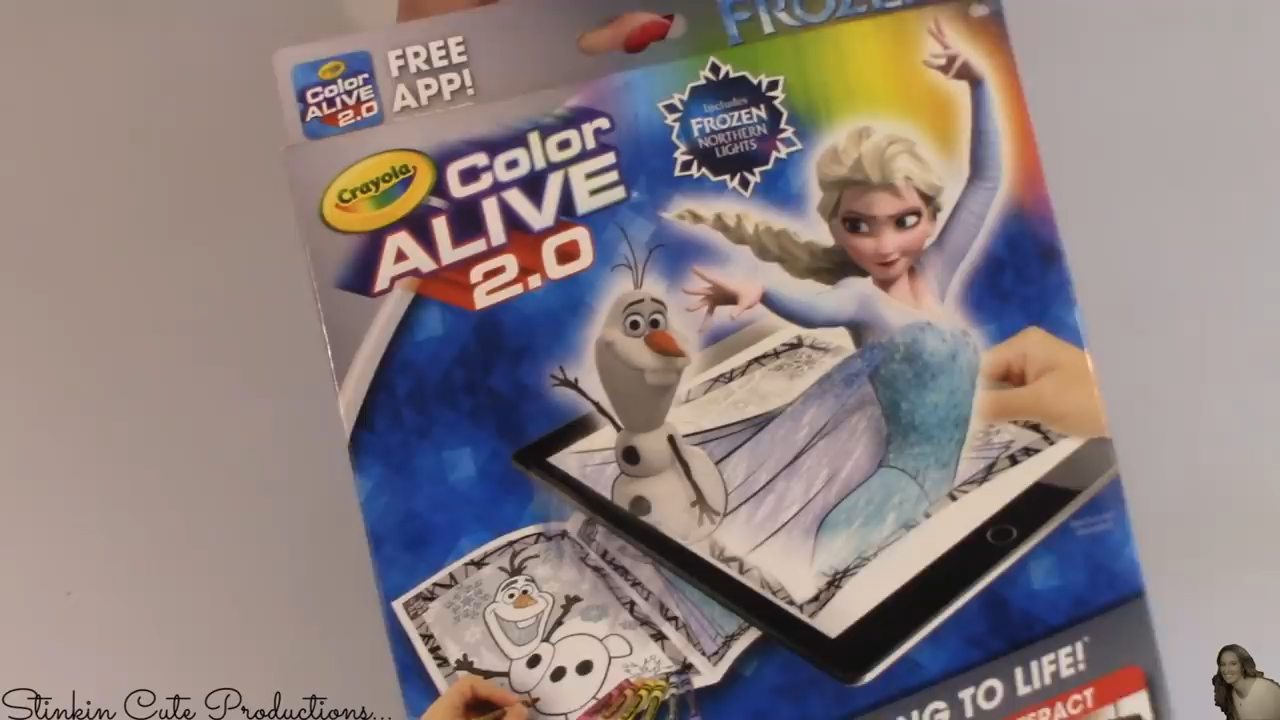 FROZEN
FREE
APP!
Color
ALIVE
2.0
Includes
FROZEN
NORTHERN
LIGHTS
Crayola
Color
ALIVE
2.0
TO LIFE!
Stinkin Cute Productions...